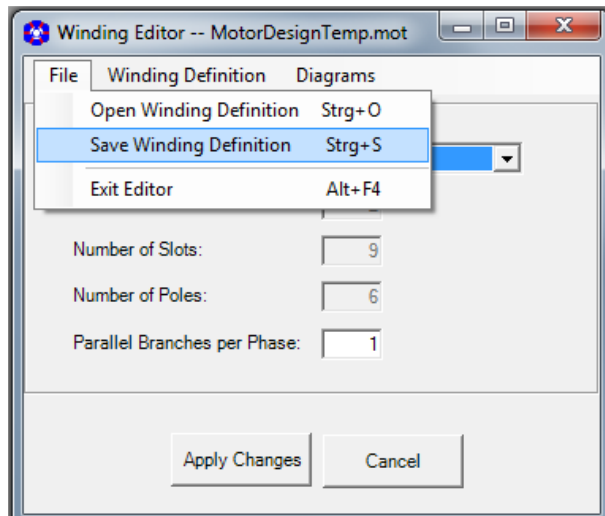 Winding Editor -- MotorDesignTemp.mot
File Winding Definition Diagrams
Open Winding Definition Strg+O
Save Winding Definition Strg+S
Exit Editor Alt+F4
Number of Slots: 9
Number of Poles: 6
Parallel Branches per Phase: 1
Apply Changes Cancel